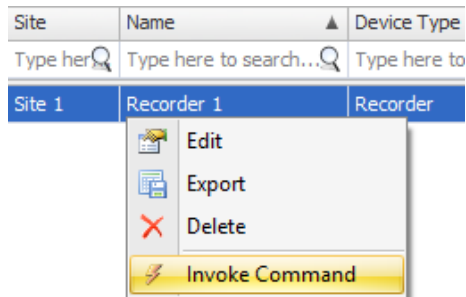 Site Name Device Type
Type her Type here to search... Type here to
Site 1 Recorder 1 Recorder
Edit
Export
Delete
Invoke Command